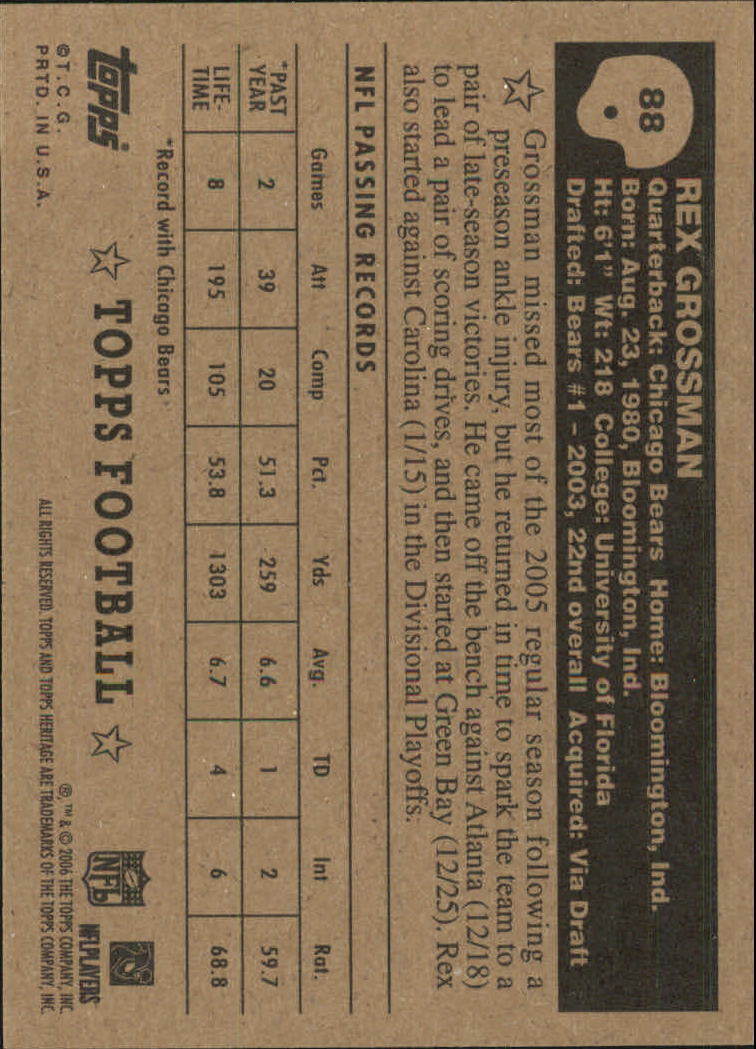 88
REX GROSSMAN
Quarterback: Chicago Bears Home: Bloomington, Ind.
Born: Aug. 23, 1980, Bloomington, Ind.
Ht: 6'1" Wt: 218 College: University of Florida
Drafted: Bears #1 – 2003, 22nd overall Acquired: Via Draft
Grossman missed most of the 2005 regular season following a
preseason ankle injury, but he returned in time to spark the team to a
pair of late-season victories. He came off the bench against Atlanta (12/18)
to lead a pair of scoring drives, and then started at Green Bay (12/25). Rex
also started against Carolina (1/15) in the Divisional Playoffs.
NFL PASSING RECORDS
Games Att Comp Pct. Yds Avg. TD Int Rat.
*PAST YEAR 2 39 20 51.3 259 6.6 1 2 59.7
LIFE-TIME 8 195 105 53.8 1303 6.7 4 6 68.8
*Record with Chicago Bears
topps
TOPPS FOOTBALL
NFL
NFLPLAYERS
©T.C.G.
PRTD. IN U.S.A.
®, ™ & © 2006 THE TOPPS COMPANY, INC.
ALL RIGHTS RESERVED. TOPPS AND TOPPS HERITAGE ARE TRADEMARKS OF THE TOPPS COMPANY, INC.